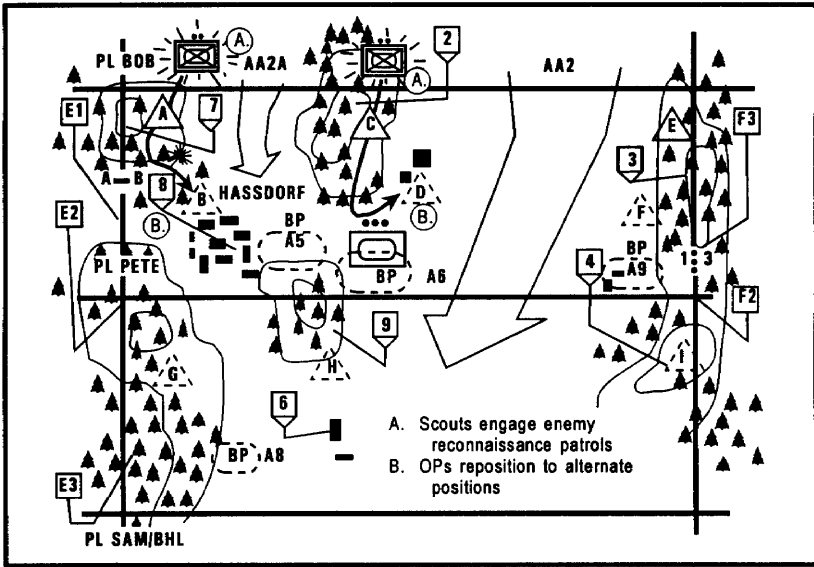 A.
2
PL BOB
AA2A
AA2
A.
E1
7
A
C
E
F3
A B
3
8
HASSDORF
B
D
F
B.
B.
E2
BP
A5
BP
A9
1 3
PL PETE
BP A6
4
F2
9
G
H
I
6
BP A8
A. Scouts engage enemy
reconnaissance patrols
B. OPs reposition to alternate
positions
E3
PL SAM/BHL